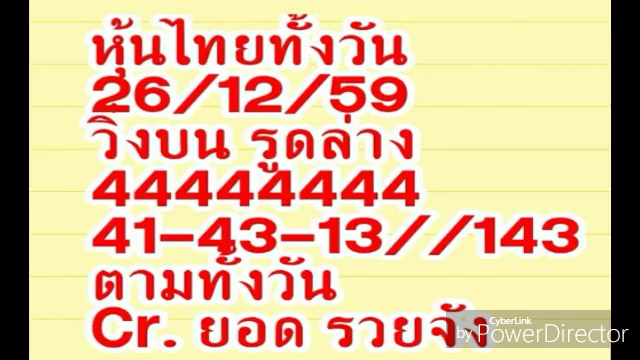 หุ้นไทยทั้งวัน
26/12/59
วิ่งบน รูดล่าง
44444444
41-43-13//143
ตามทั้งวัน
Cr. ยอด รวยจัง
CyberLink
by PowerDirector